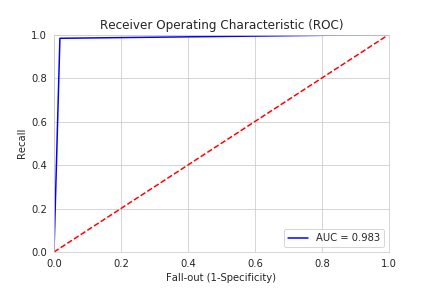 Receiver Operating Characteristic (ROC)
1.0
0.8
0.6
0.4
0.2
0.0
Recall
AUC = 0.983
0.0 0.2 0.4 0.6 0.8 1.0
Fall-out (1-Specificity)